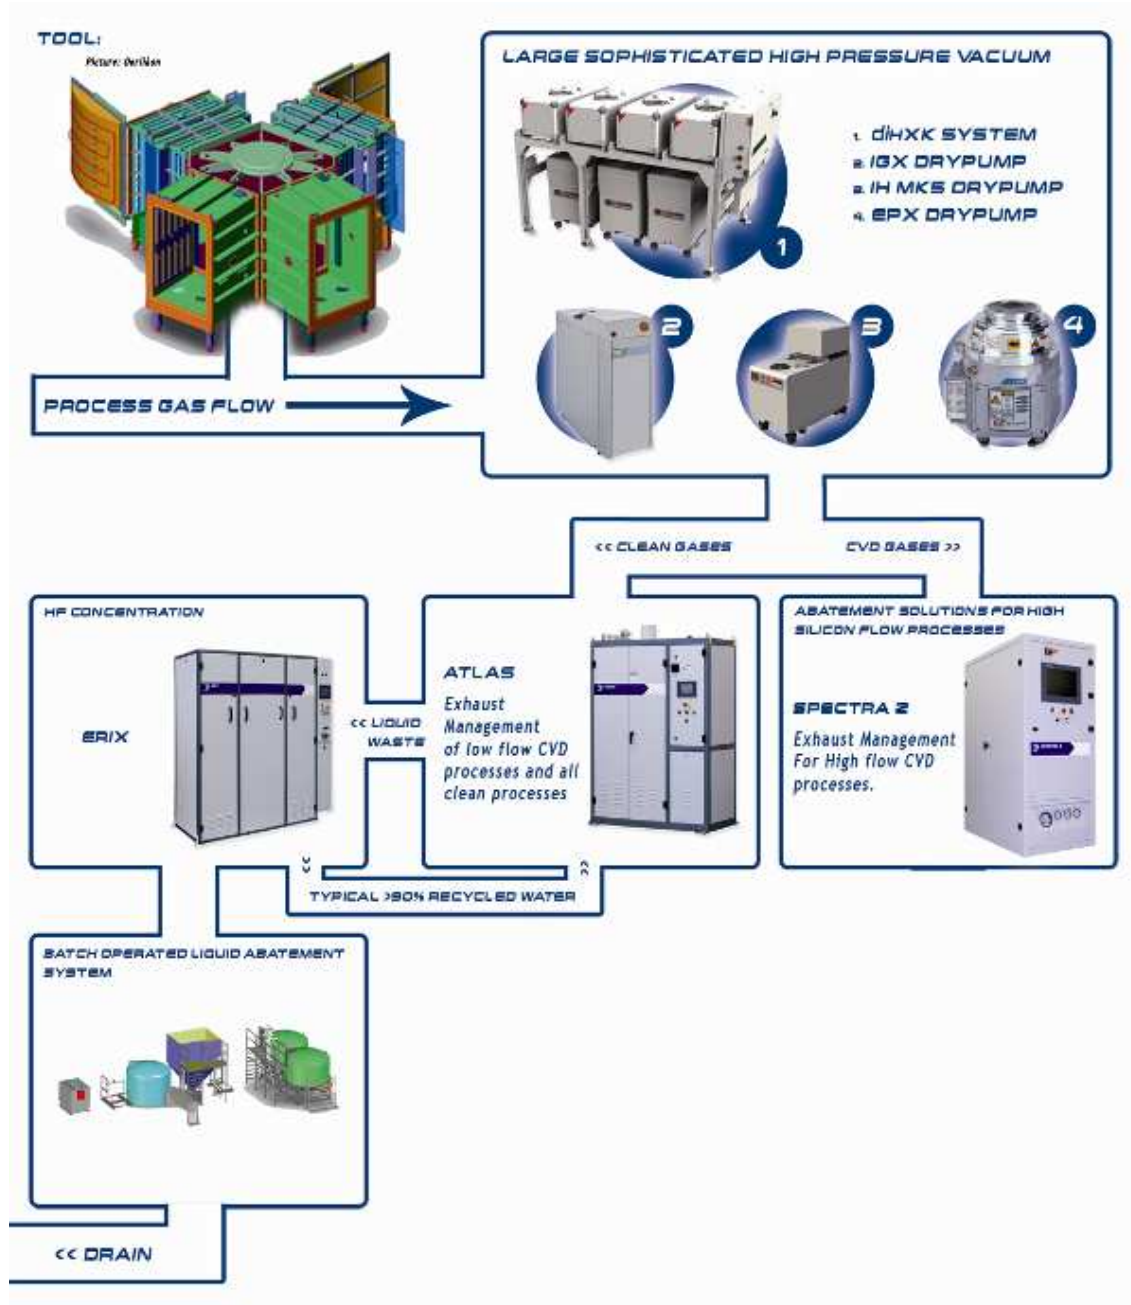 TOOL:
Picture: Oerlikon
LARGE SOPHISTICATED HIGH PRESSURE VACUUM
1. diHXK SYSTEM
2. IGX DRYPUMP
3. IH MK5 DRYPUMP
4. EPX DRYPUMP
1
2
3
4
PROCESS GAS FLOW
<< CLEAN GASES
CVD GASES >>
HF CONCENTRATION
ERIX
<< LIQUID
WASTE
ATLAS
Exhaust
Management
of low flow CVD
processes and all
clean processes
ABATEMENT SOLUTIONS FOR HIGH
SILICON FLOW PROCESSES
SPECTRA 2
Exhaust Management
For High flow CVD
processes.
<<
>>
TYPICAL >90% RECYCLED WATER
BATCH OPERATED LIQUID ABATEMENT
SYSTEM
<< DRAIN